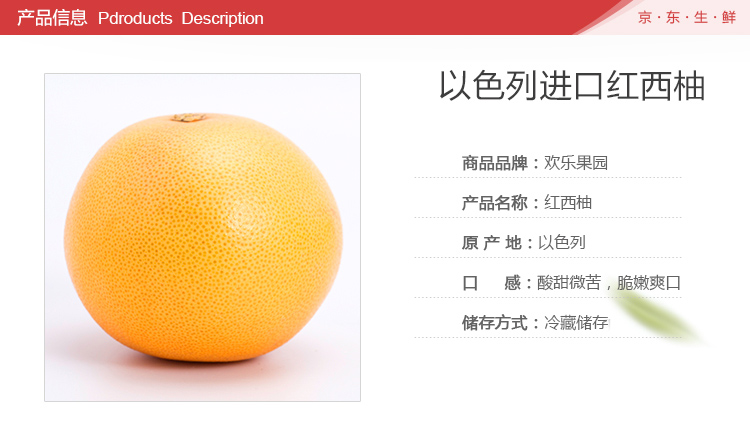 产品信息 Pdroducts Description
京·东·生·鲜
以色列进口红西柚
商品品牌：欢乐果园
产品名称：红西柚
原 产 地：以色列
口 感：酸甜微苦，脆嫩爽口
储存方式：冷藏储存